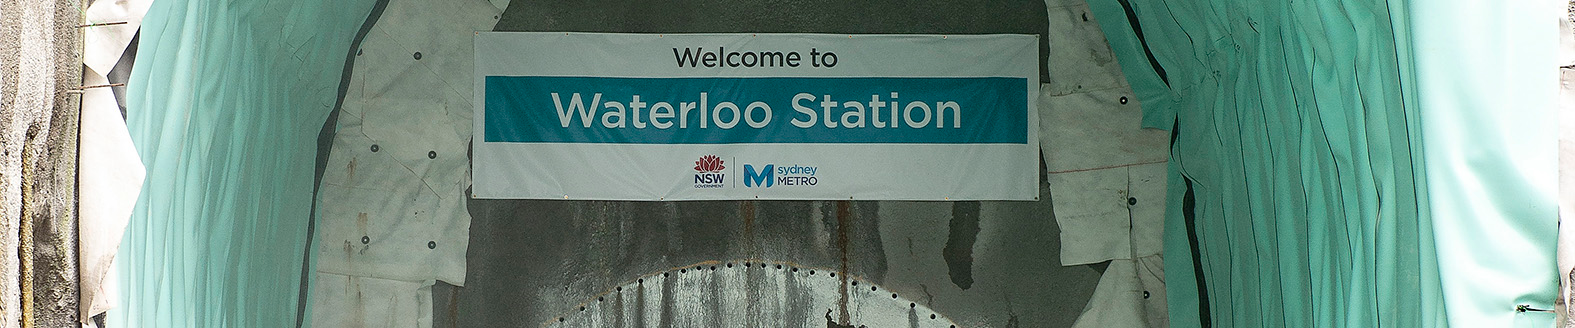 Welcome to
Waterloo Station
NSW
GOVERNMENT
sydney
METRO